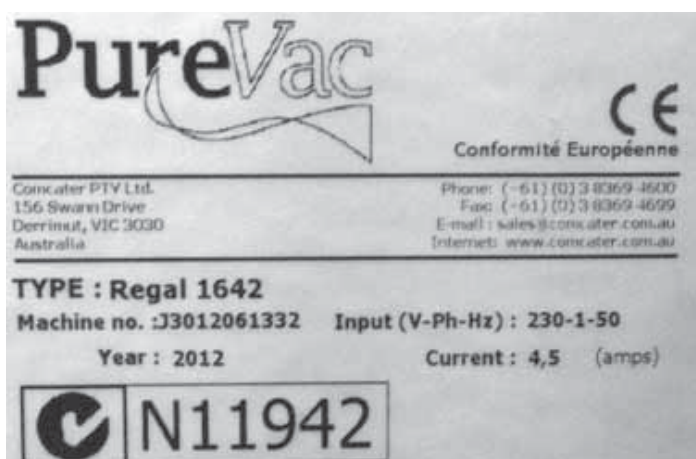 PureVac
CE
Conformité Européenne
Comcater PTY Ltd.
156 Swann Drive
Derrimut, VIC 3030
Australia
Phone: (+61) (0) 3 8369 4600
Fax: (+61) (0) 3 8369 4699
E-mail : sales@comcater.com.au
Internet: www.comcater.com.au
TYPE : Regal 1642
Machine no. :J3012061332 Input (V-Ph-Hz) : 230-1-50
Year : 2012 Current : 4,5 (amps)
N11942